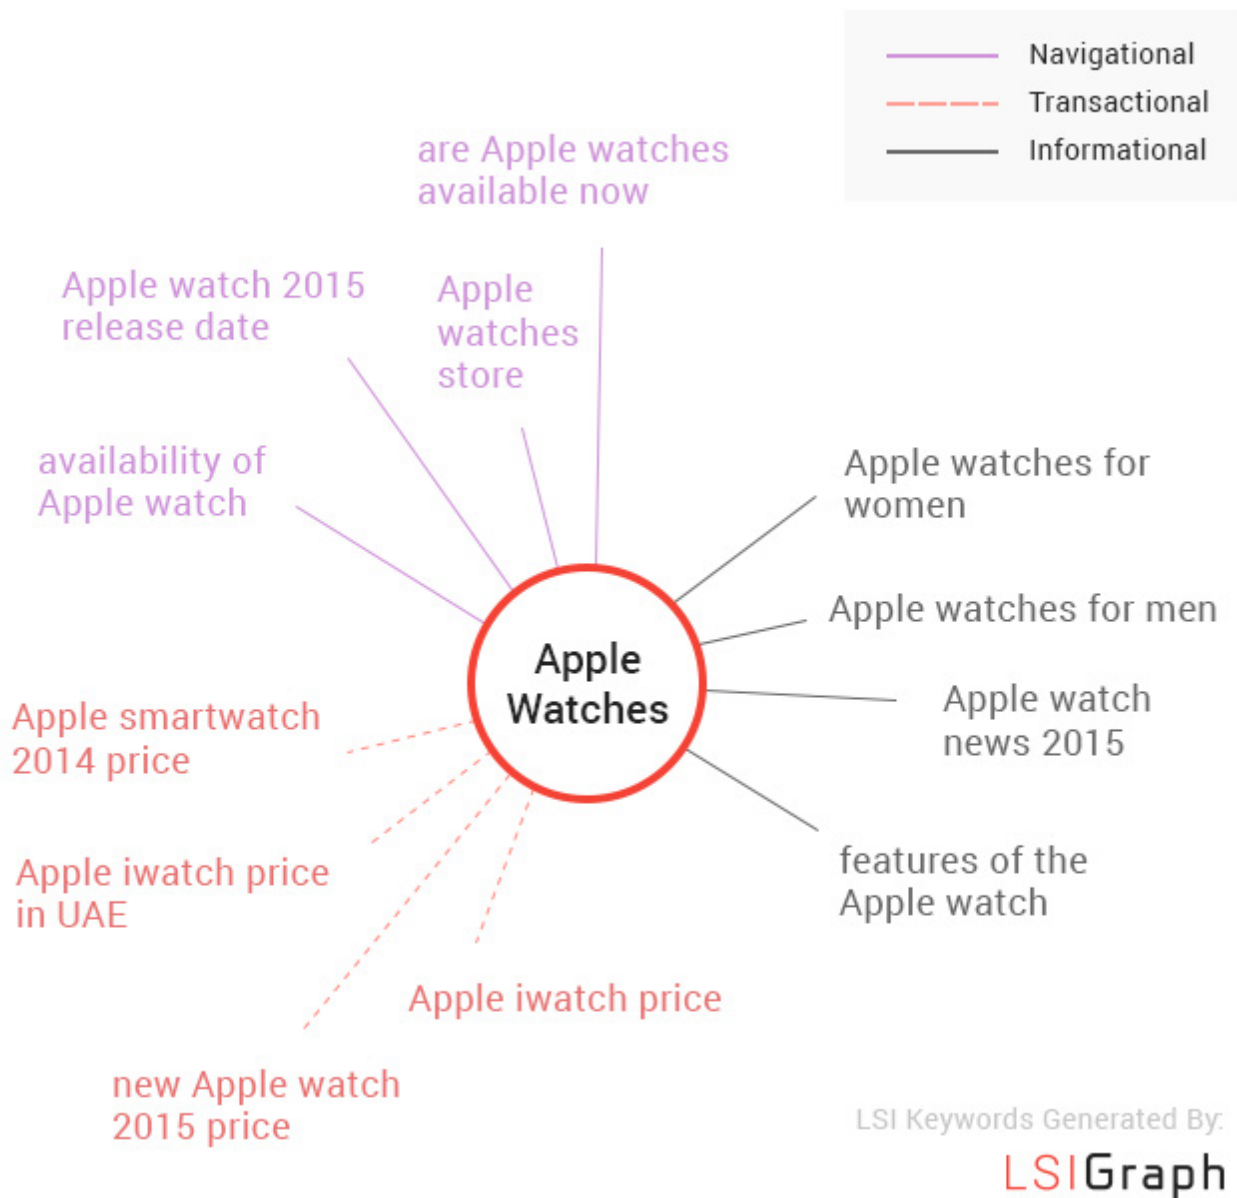 Navigational
Transactional
Informational
are Apple watches
available now
Apple watch 2015
release date
Apple
watches
store
availability of
Apple watch
Apple watches for
women
Apple watches for men
Apple
Watches
Apple watch
news 2015
Apple smartwatch
2014 price
features of the
Apple watch
Apple iwatch price
in UAE
Apple iwatch price
new Apple watch
2015 price
LSI Keywords Generated By:
LSIGraph